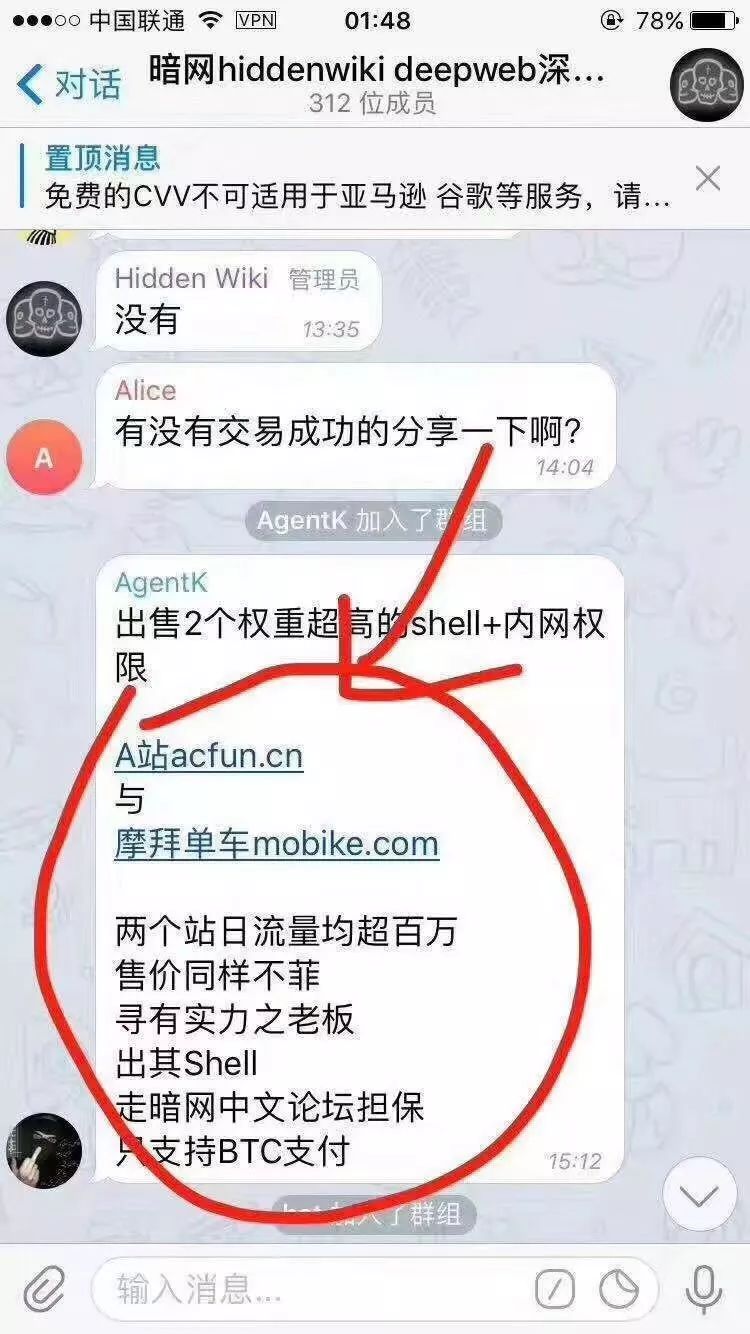 中国联通 VPN 01:48 78%
对话 暗网hiddenwiki deepweb深...
312 位成员
置顶消息
免费的CVV不可适用于亚马逊 谷歌等服务，请...
Hidden Wiki 管理员
没有
13:35
Alice
有没有交易成功的分享一下啊?
14:04
A
AgentK 加入了群组
AgentK
出售2个权重超高的shell+内网权
限
A站acfun.cn
与
摩拜单车mobike.com
两个站日流量均超百万
售价同样不菲
寻有实力之老板
出其Shell
走暗网中文论坛担保
只支持BTC支付
15:12
加入了群组
输入消息...